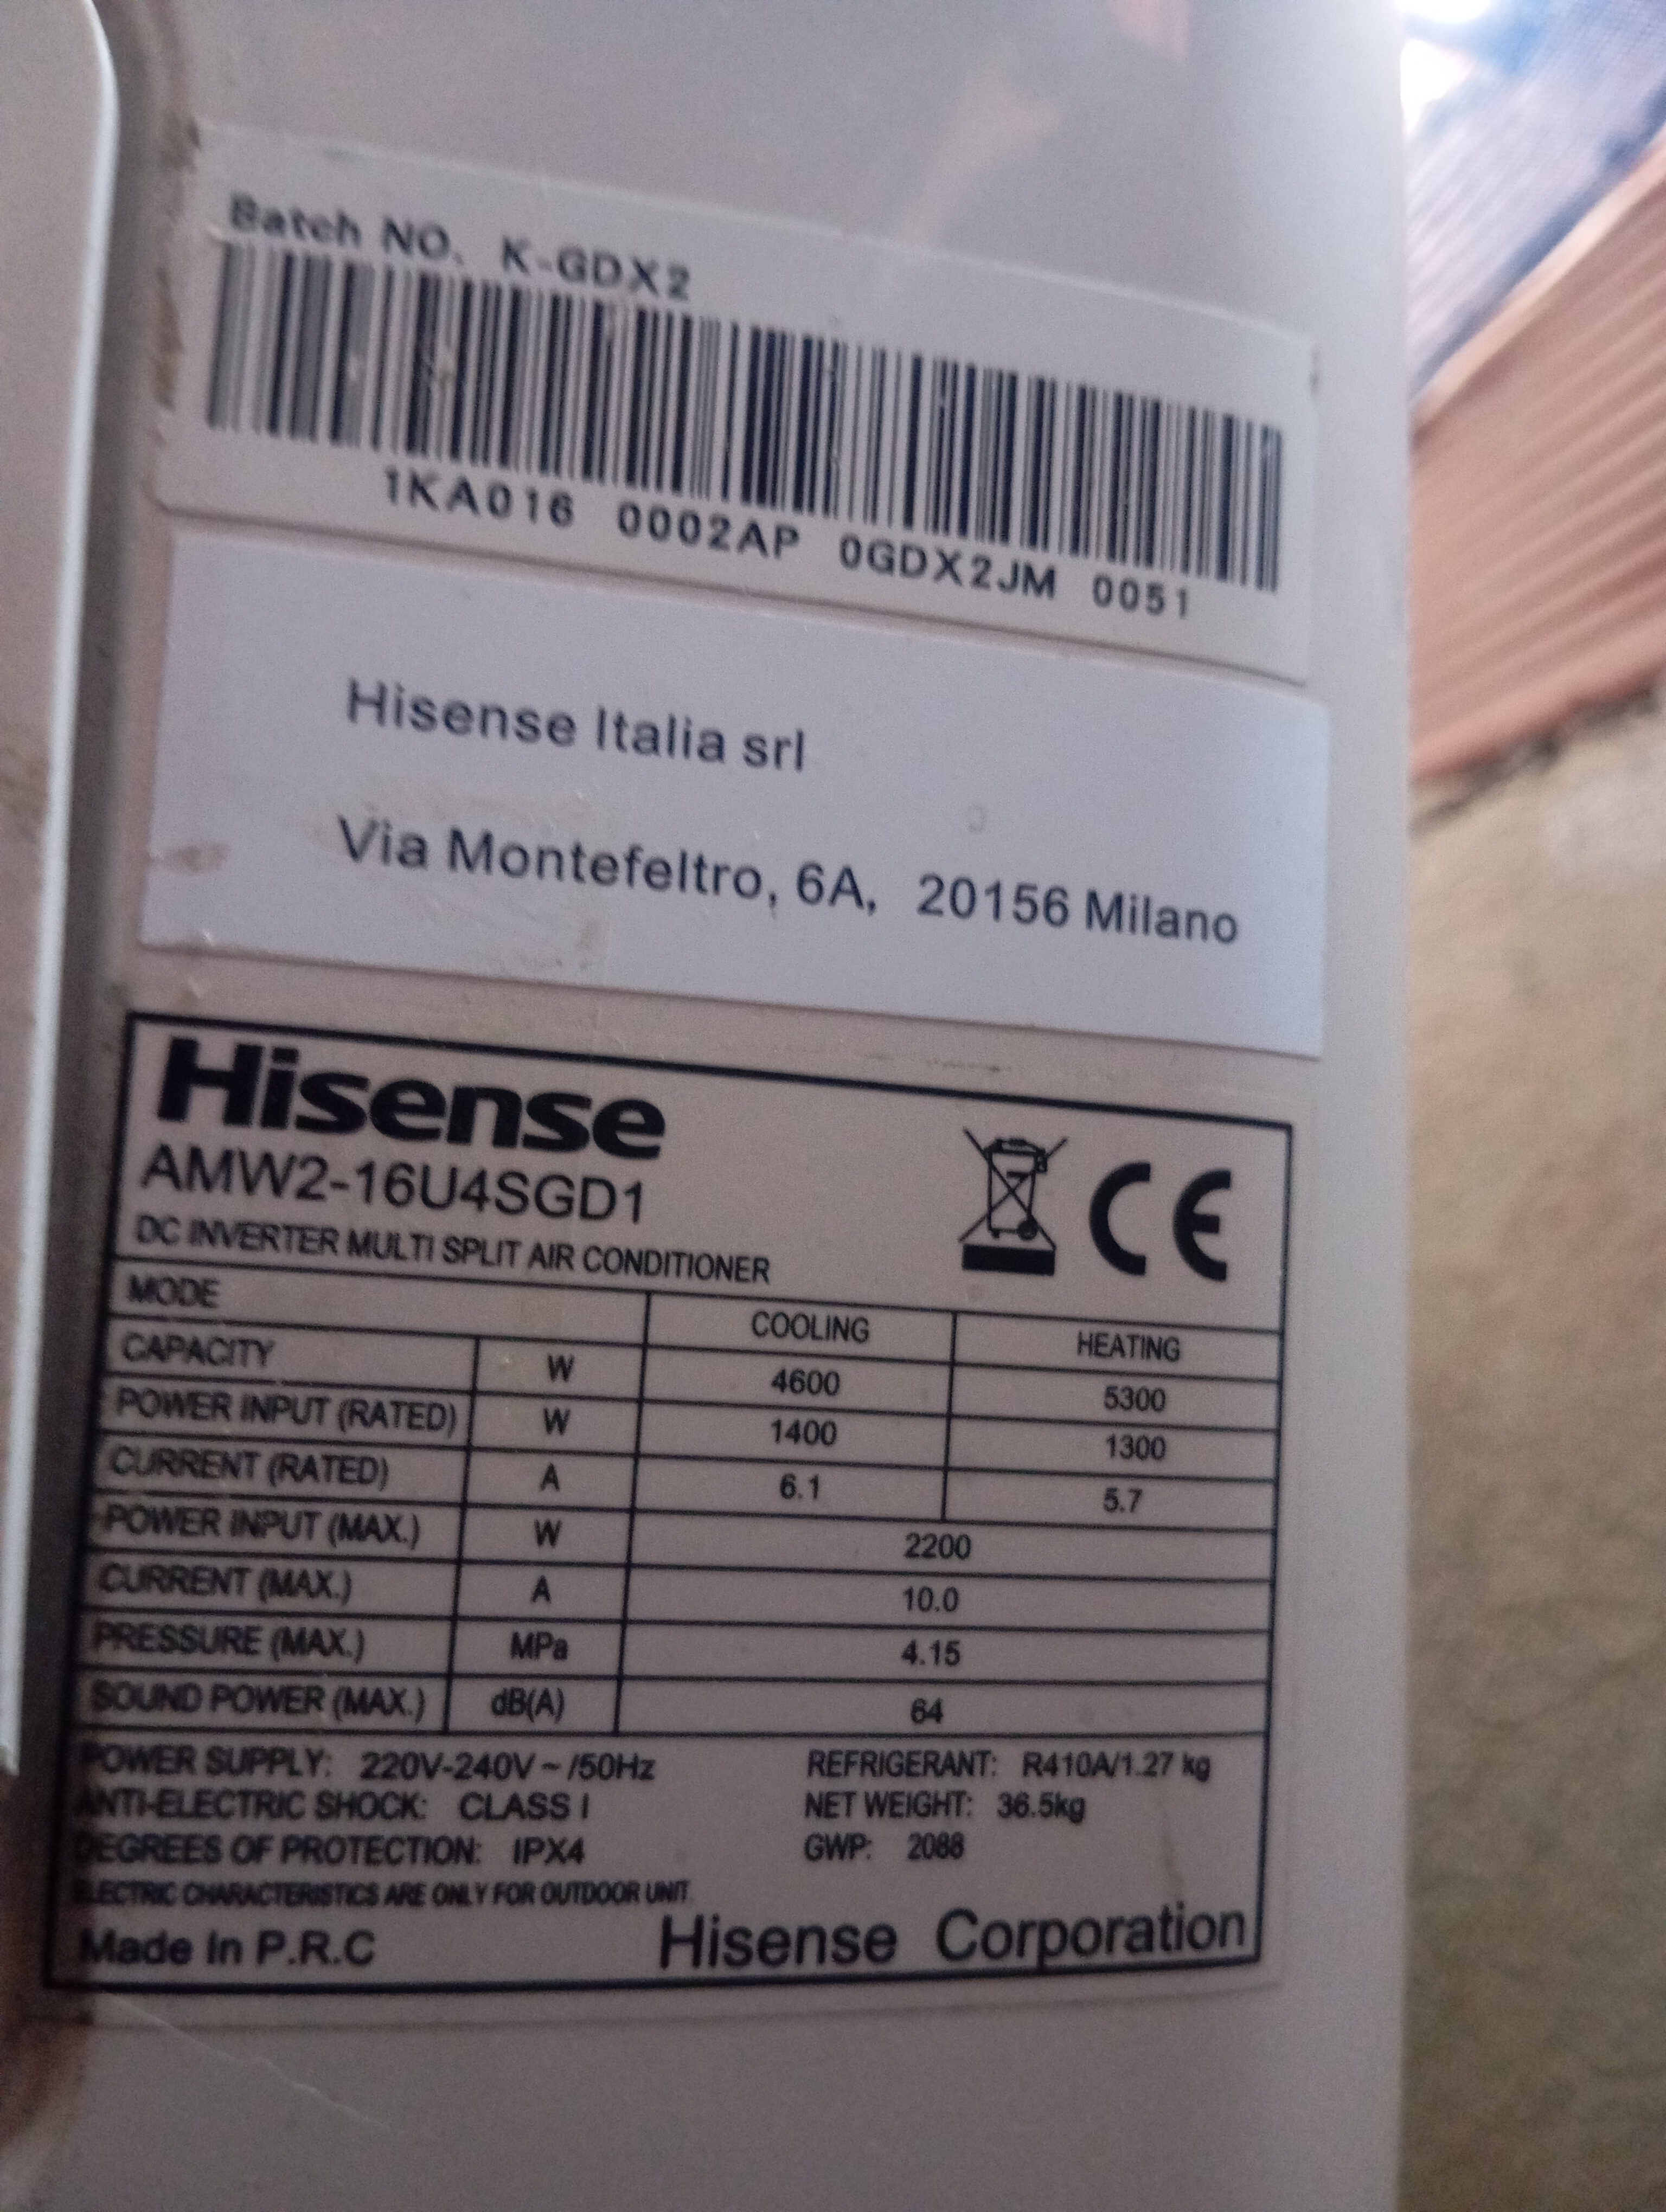 Batch NO. K-GDX2
1KA016 0002AP 0GDX2JM 0051
Hisense Italia srl
Via Montefeltro, 6A, 20156 Milano
Hisense
AMW2-16U4SGD1
DC INVERTER MULTI SPLIT AIR CONDITIONER
CE
MODE COOLING HEATING
CAPACITY W 4600 5300
POWER INPUT (RATED) W 1400 1300
CURRENT (RATED) A 6.1 5.7
POWER INPUT (MAX.) W 2200
CURRENT (MAX.) A 10.0
PRESSURE (MAX.) MPa 4.15
SOUND POWER (MAX.) dB(A) 64
POWER SUPPLY: 220V-240V ~ /50Hz REFRIGERANT: R410A/1.27 kg
ANTI-ELECTRIC SHOCK: CLASS I NET WEIGHT: 36.5kg
DEGREES OF PROTECTION: IPX4 GWP: 2088
ELECTRIC CHARACTERISTICS ARE ONLY FOR OUTDOOR UNIT.
Made In P.R.C Hisense Corporation